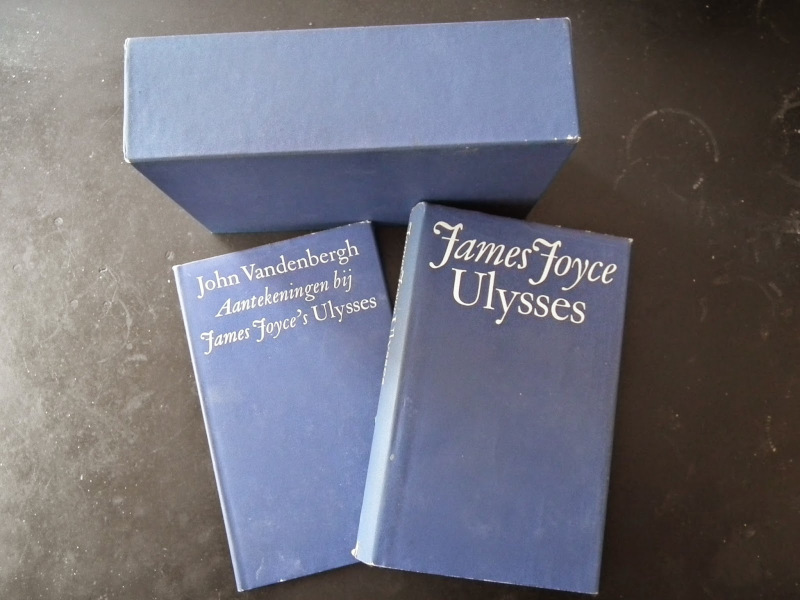 John Vandenbergh
Aantekeningen bij
James Joyce's Ulysses
James Joyce
Ulysses